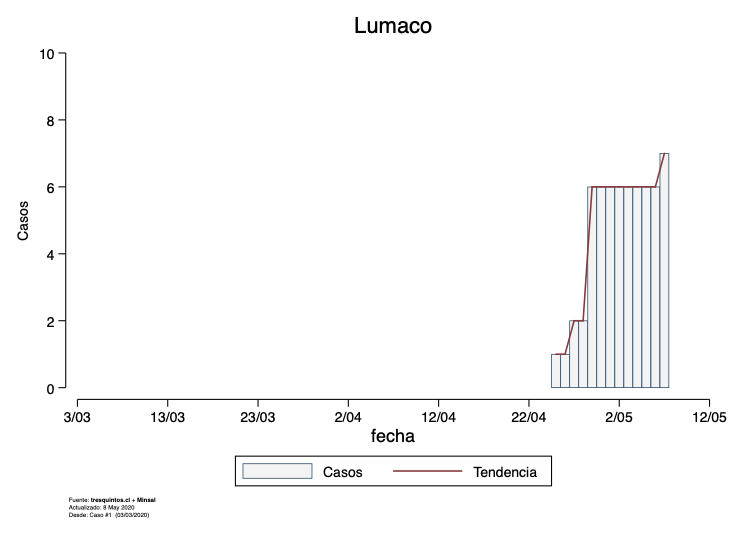 Lumaco
Casos
10
8
6
4
2
0
3/03 13/03 23/03 2/04 12/04 22/04 2/05 12/05
fecha
Casos Tendencia
Fuente: tresquintos.cl + Minsal
Actualizado: 8 May 2020
Desde: Caso #1 (03/03/2020)